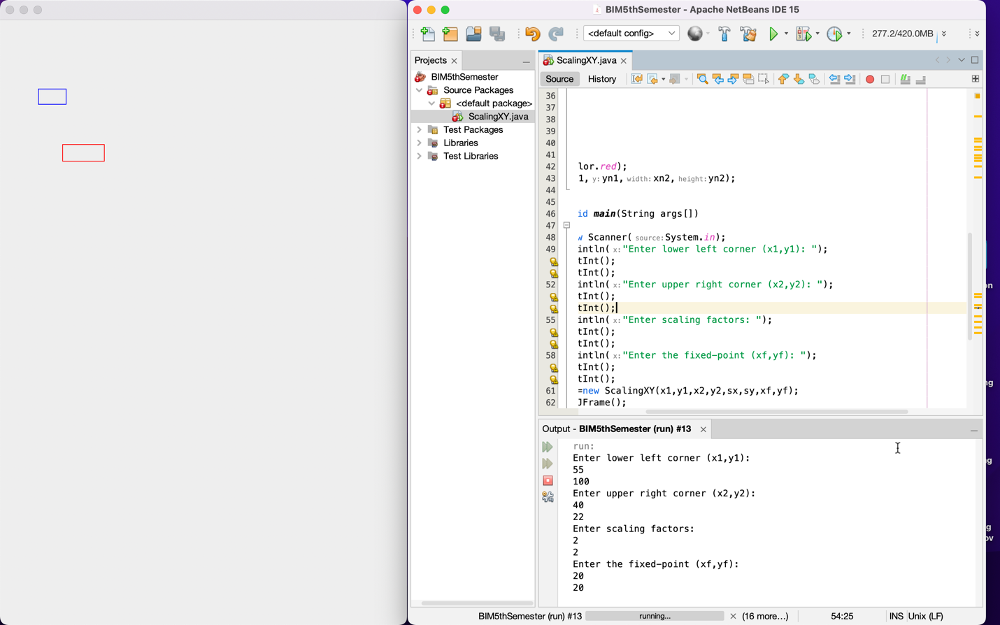 BIM5thSemester - Apache NetBeans IDE 15
<default config>
277.2/420.0MB
Projects
ScalingXY.java
BIM5thSemester
Source Packages
<default package>
ScalingXY.java
Test Packages
Libraries
Test Libraries
Source History
36
37
38
39
40
41
42 lor.red);
43 1, y: yn1, width: xn2, height: yn2);
44
45
46 id main(String args[])
47
48 w Scanner( source: System.in);
49 intln( x: "Enter lower left corner (x1,y1): ");
tInt();
tInt();
52 intln( x: "Enter upper right corner (x2,y2): ");
tInt();
tInt();
55 intln( x: "Enter scaling factors: ");
tInt();
tInt();
58 intln( x: "Enter the fixed-point (xf,yf): ");
tInt();
tInt();
61 =new ScalingXY(x1,y1,x2,y2,sx,sy,xf,yf);
62 JFrame();
Output - BIM5thSemester (run) #13
run:
Enter lower left corner (x1,y1):
55
100
Enter upper right corner (x2,y2):
40
22
Enter scaling factors:
2
2
Enter the fixed-point (xf,yf):
20
20
BIM5thSemester (run) #13 running... (16 more...) 54:25 INS Unix (LF)